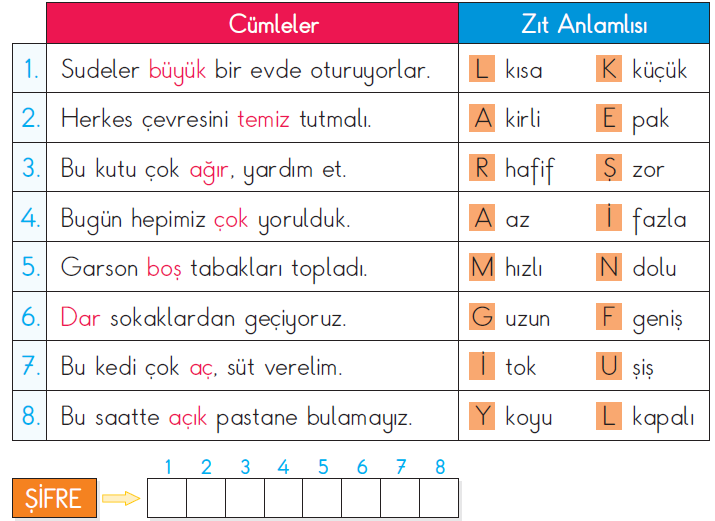 Cümleler Zıt Anlamlısı
1. Sudeler büyük bir evde oturuyorlar. L kısa K küçük
2. Herkes çevresini temiz tutmalı. A kirli E pak
3. Bu kutu çok ağır, yardım et. R hafif Ş zor
4. Bugün hepimiz çok yorulduk. A az İ fazla
5. Garson boş tabakları topladı. M hızlı N dolu
6. Dar sokaklardan geçiyoruz. G uzun F geniş
7. Bu kedi çok aç, süt verelim. İ tok U şiş
8. Bu saatte açık pastane bulamayız. Y koyu L kapalı
1 2 3 4 5 6 7 8
ŞİFRE